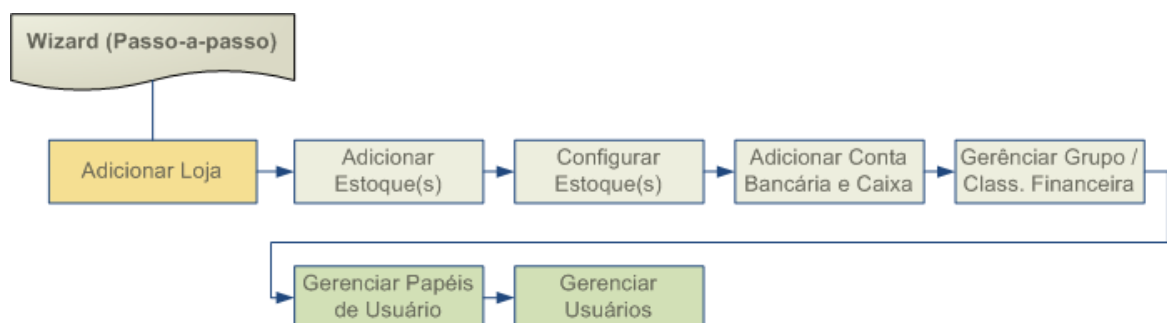 Wizard (Passo-a-passo)
Adicionar Loja
Adicionar
Estoque(s)
Configurar
Estoque(s)
Adicionar Conta
Bancária e Caixa
Gerênciar Grupo /
Class. Financeira
Gerenciar Papéis
de Usuário
Gerenciar
Usuários